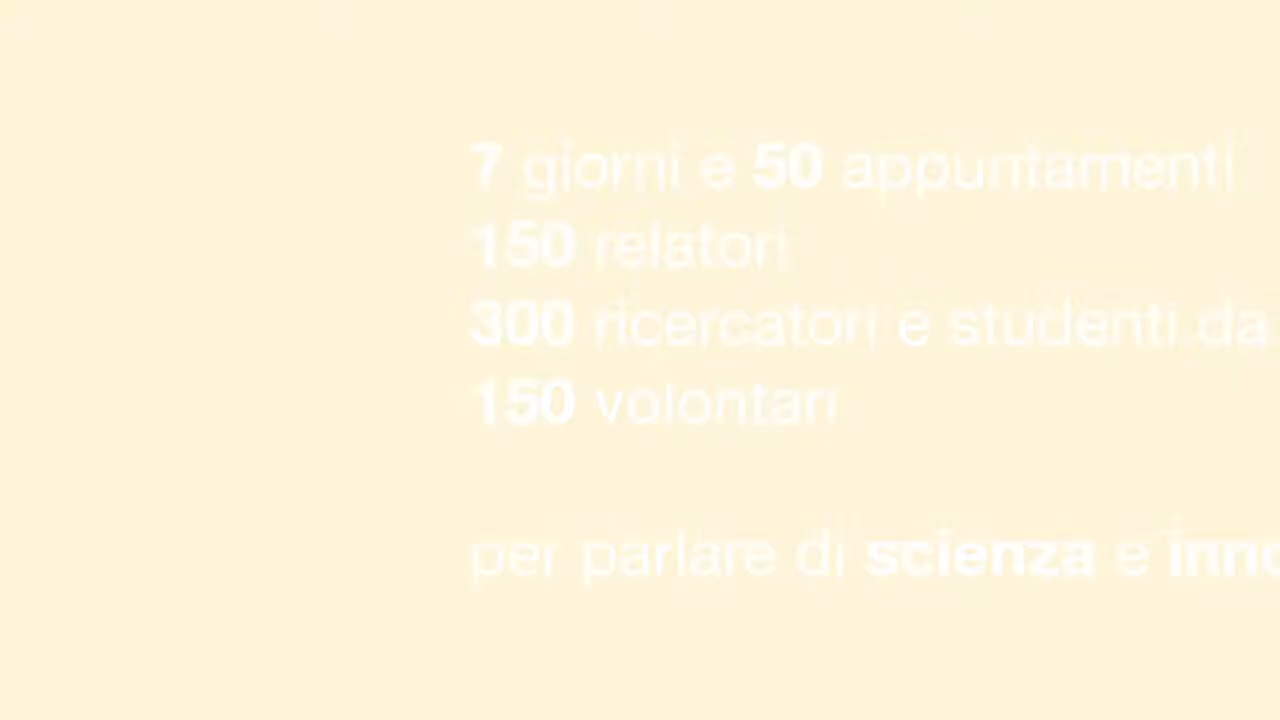 7 giorni e 50 appuntamenti
150 relatori
300 ricercatori e studenti da
150 volontari
per parlare di scienza e